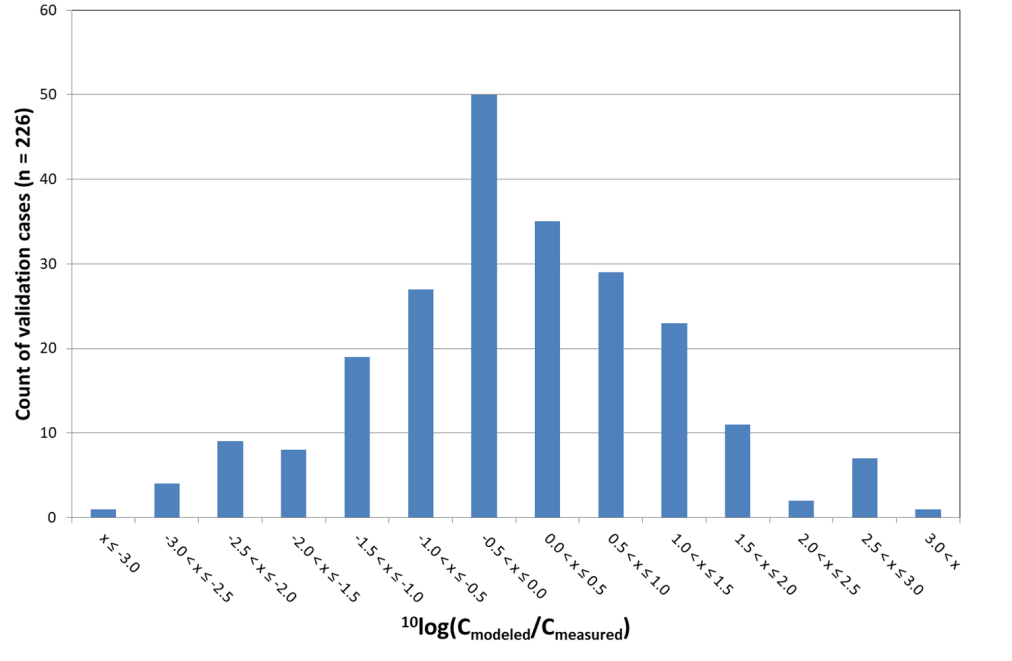 60
50
40
30
20
10
0
Count of validation cases (n = 226)
x ≤ -3.0
-3.0 < x ≤ -2.5
-2.5 < x ≤ -2.0
-2.0 < x ≤ -1.5
-1.5 < x ≤ -1.0
-1.0 < x ≤ -0.5
-0.5 < x ≤ 0.0
0.0 < x ≤ 0.5
0.5 < x ≤ 1.0
1.0 < x ≤ 1.5
1.5 < x ≤ 2.0
2.0 < x ≤ 2.5
2.5 < x ≤ 3.0
3.0 < x
10log(Cmodeled/Cmeasured)